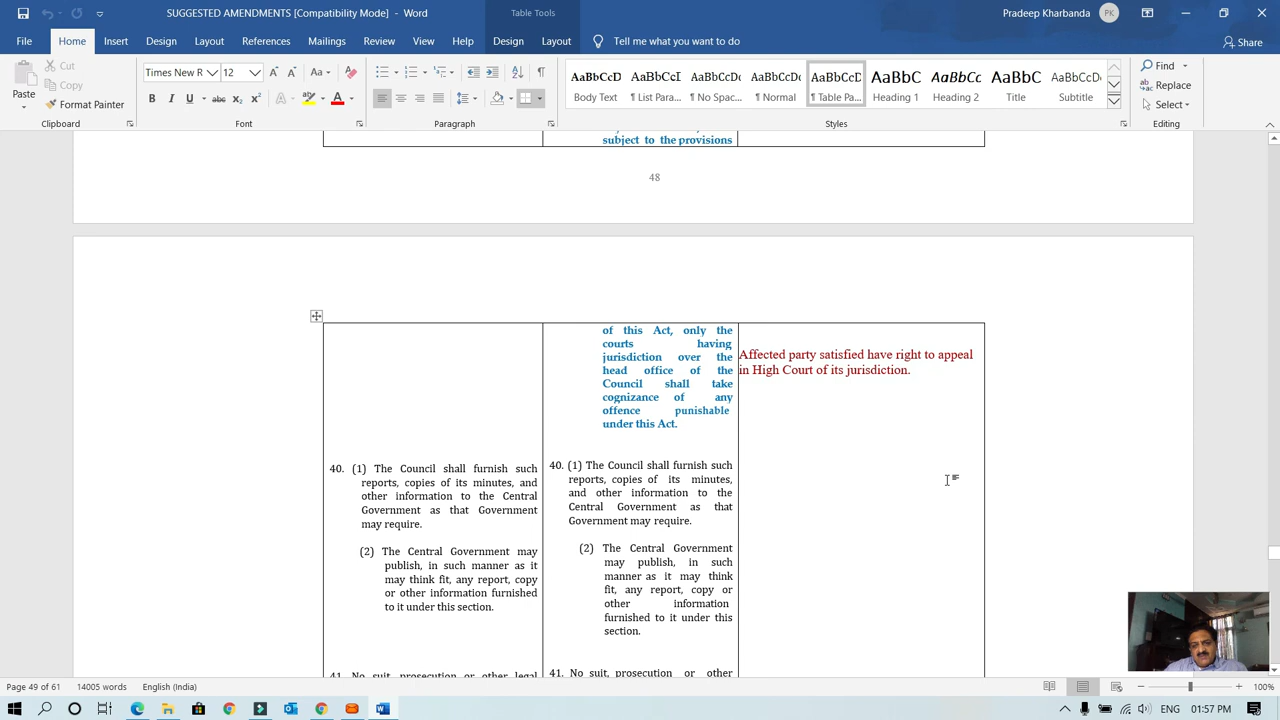 SUGGESTED AMENDMENTS [Compatibility Mode] - Word
Table Tools
Pradeep Kharbanda
File Home Insert Design Layout References Mailings Review View Help Design Layout Tell me what you want to do Share
Cut
Copy
Format Painter
Paste
Times New R 12
AaBbCcD AaBbCcI AaBbCcDc AaBbCcDc AaBbCcD AaBbC AaBbCc AaBbC AaBbCcD
Body Text ¶ List Para... ¶ No Spac... ¶ Normal ¶ Table Pa... Heading 1 Heading 2 Title Subtitle
Find
Replace
Select
Clipboard Font Paragraph Styles Editing
subject to the provisions
48
of this Act, only the
courts having
jurisdiction over the
head office of the
Council shall take
cognizance of any
offence punishable
under this Act.
Affected party satisfied have right to appeal
in High Court of its jurisdiction.
40. (1) The Council shall furnish such
reports, copies of its minutes, and
other information to the Central
Government as that Government
may require.
(2) The Central Government may
publish, in such manner as it
may think fit, any report, copy
or other information furnished
to it under this section.
40. (1) The Council shall furnish such
reports, copies of its minutes,
and other information to the
Central Government as that
Government may require.
(2) The Central Government
may publish, in such
manner as it may think
fit, any report, copy or
other information
furnished to it under this
section.
41. No suit, prosecution or other legal
41. No suit, prosecution or other
Page 49 of 61 14005 words English (India)
100%
ENG 01:57 PM